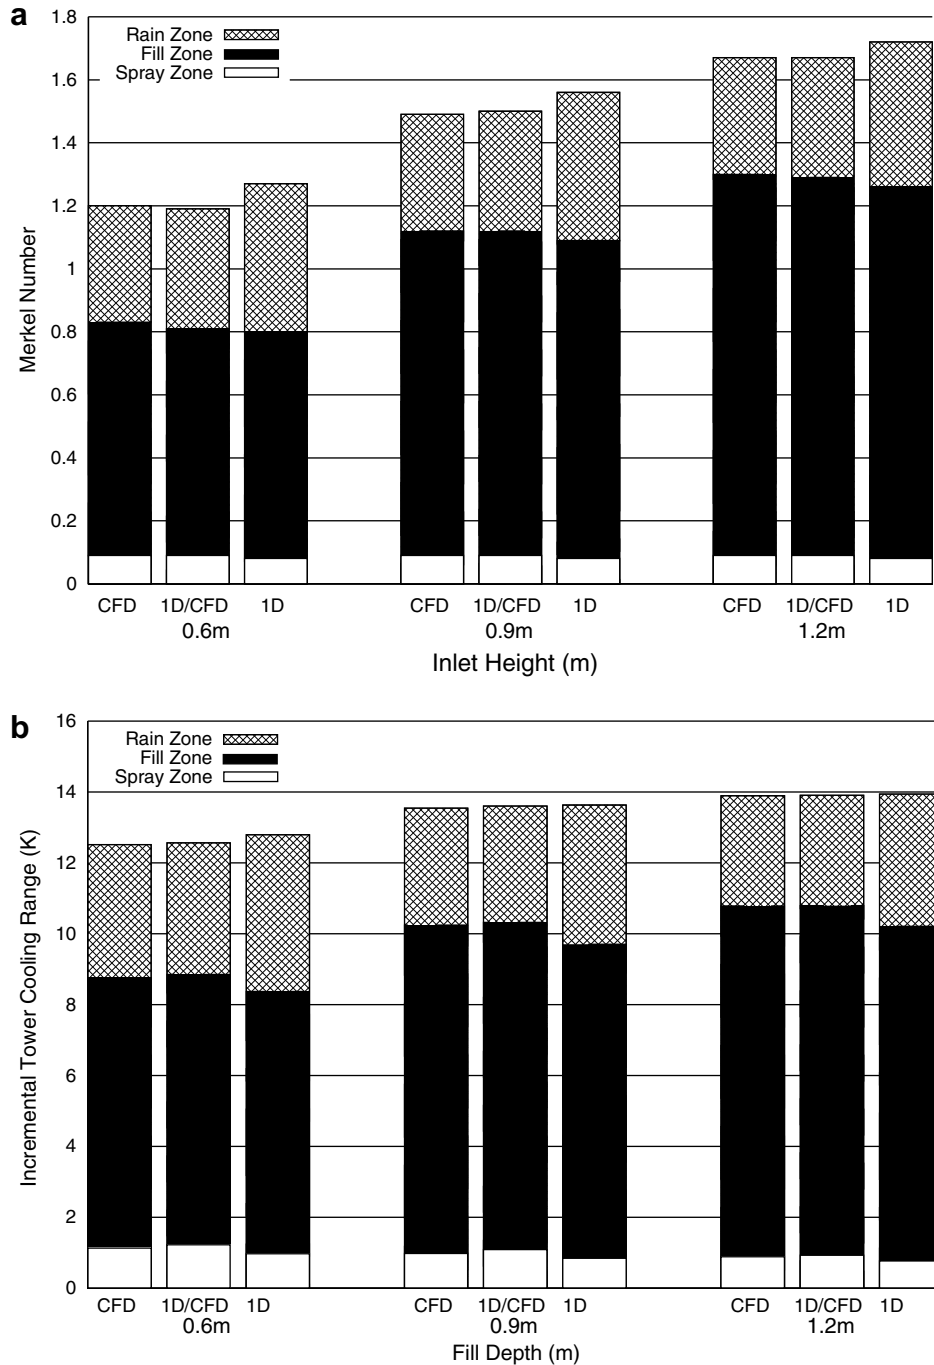 a
1.8
Rain Zone
Fill Zone
Spray Zone
1.6
1.4
1.2
1
0.8
0.6
0.4
0.2
0
Merkel Number
CFD 1D/CFD 1D CFD 1D/CFD 1D CFD 1D/CFD 1D
0.6m 0.9m 1.2m
Inlet Height (m)
b
16
Rain Zone
Fill Zone
Spray Zone
14
12
10
8
6
4
2
0
Incremental Tower Cooling Range (K)
CFD 1D/CFD 1D CFD 1D/CFD 1D CFD 1D/CFD 1D
0.6m 0.9m 1.2m
Fill Depth (m)